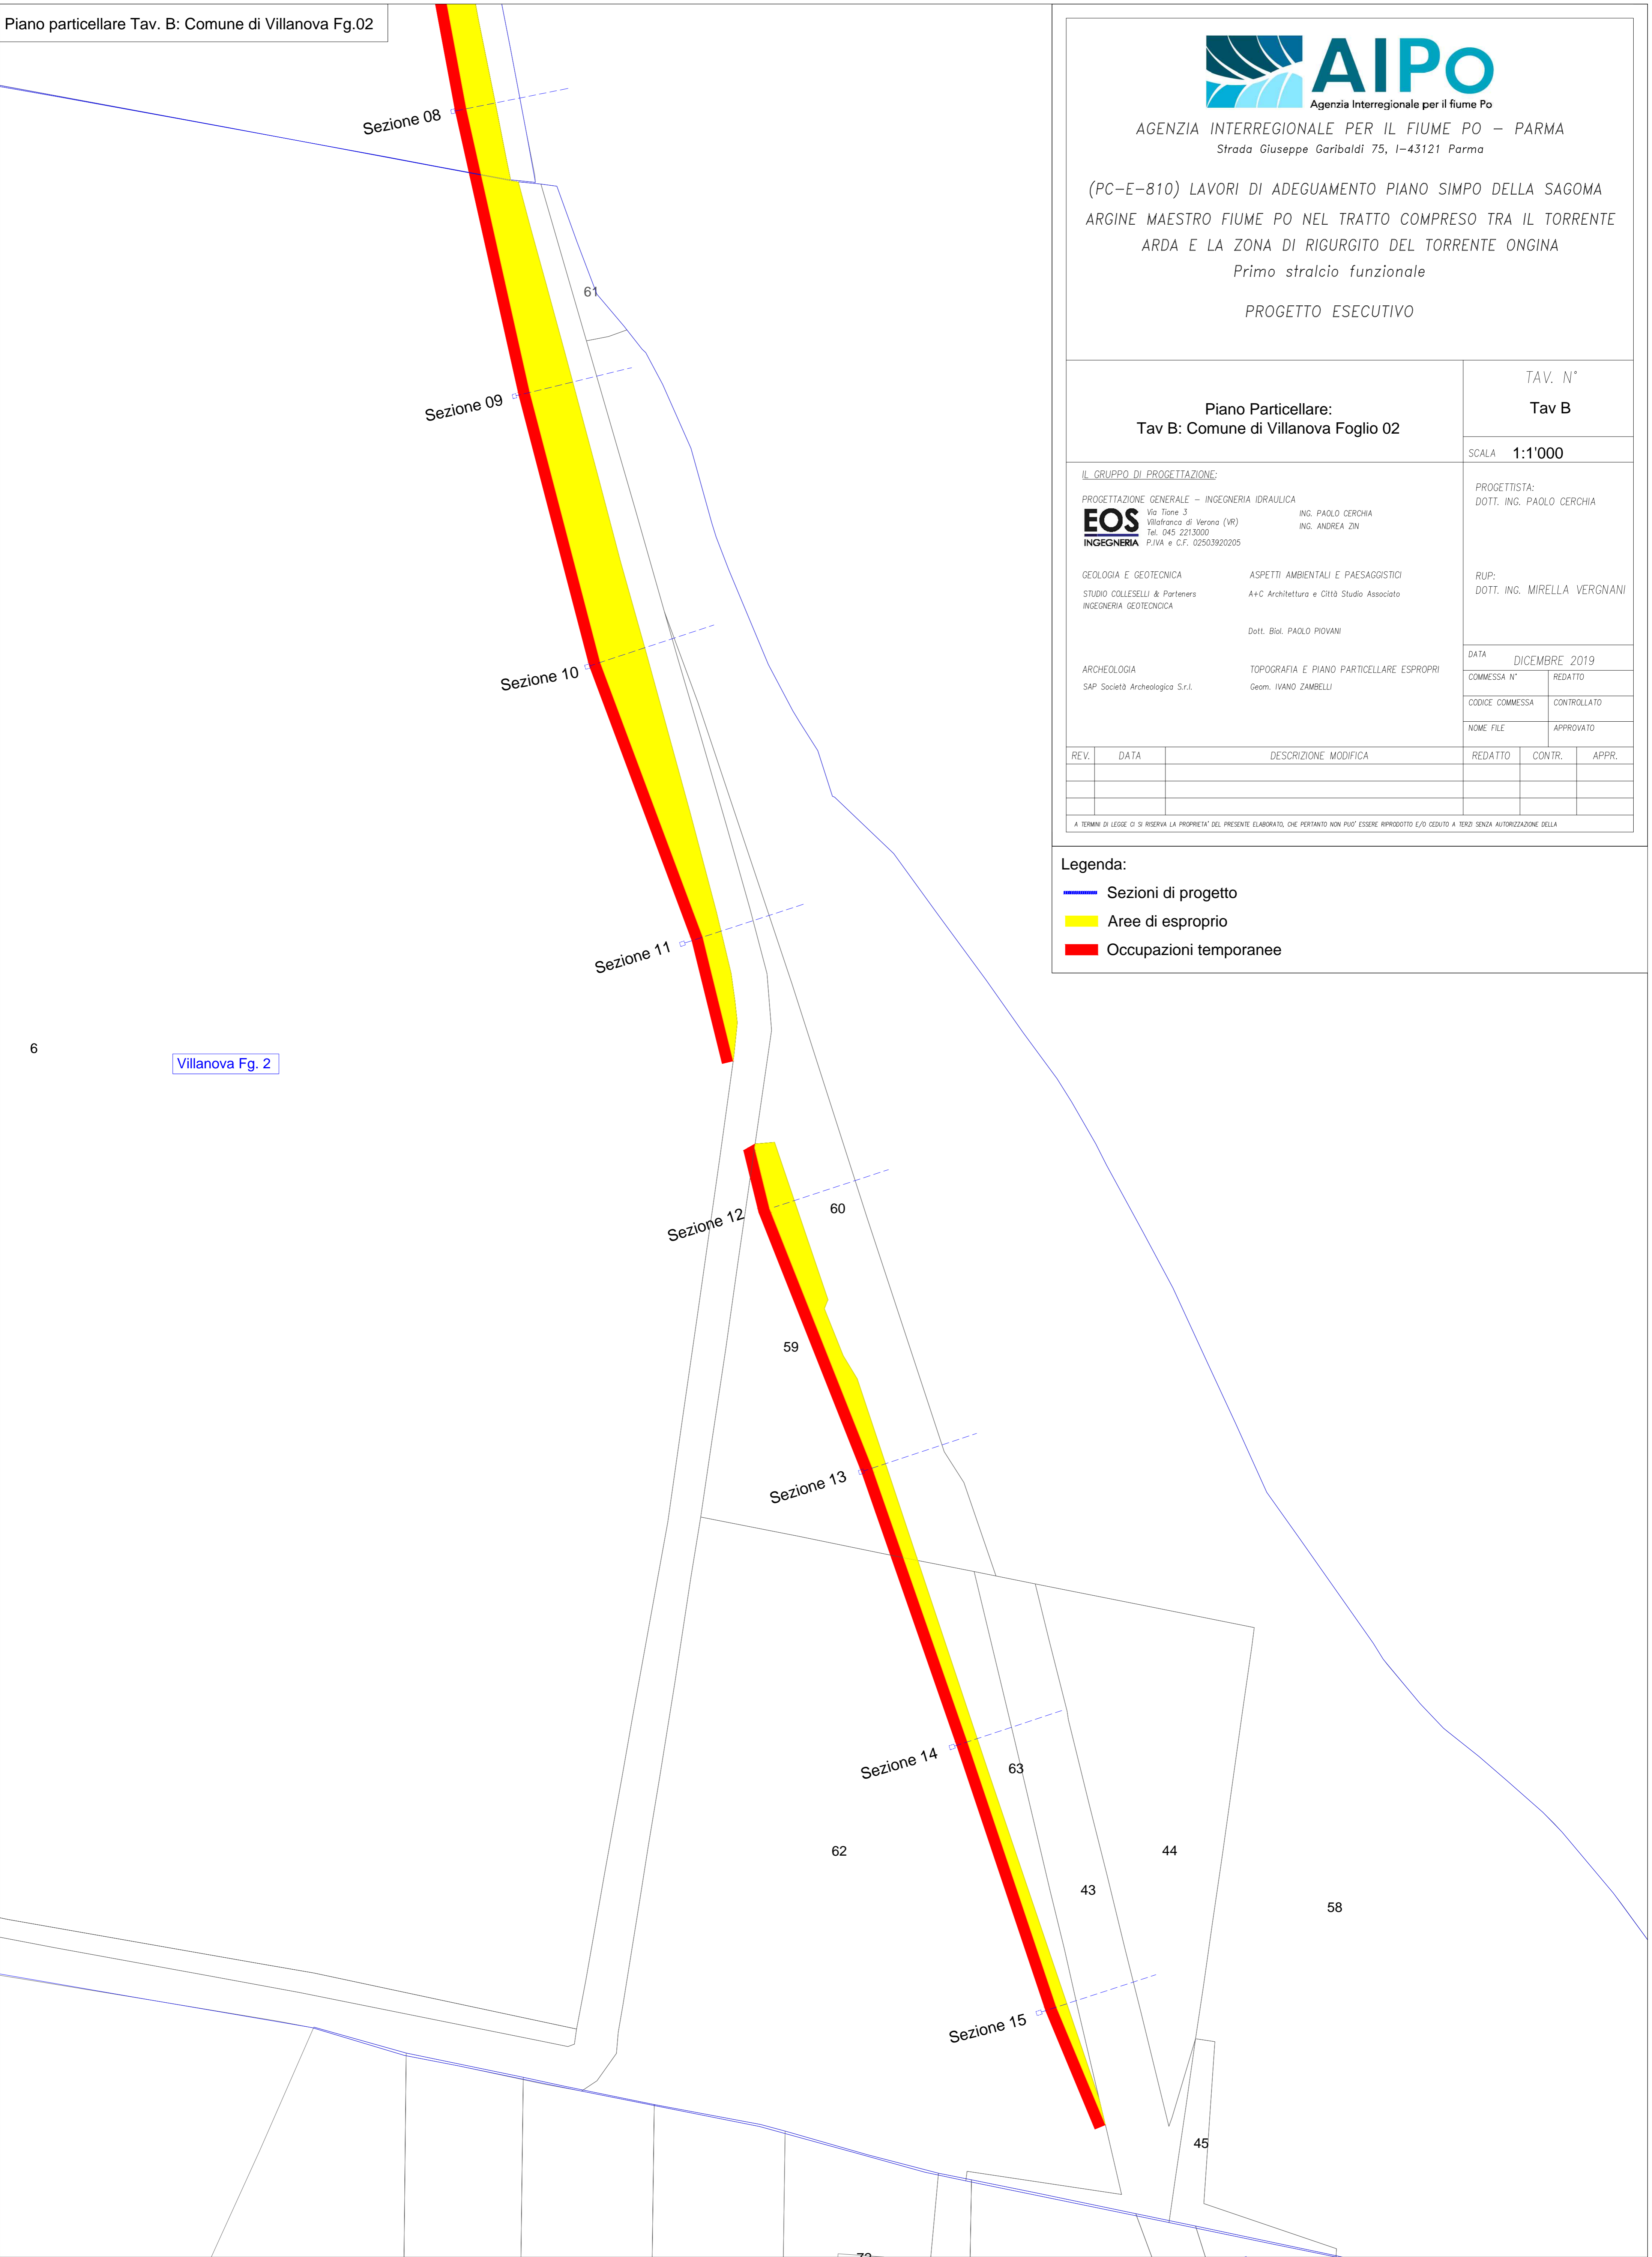 Piano particellare Tav. B: Comune di Villanova Fg.02
AIPo
Agenzia Interregionale per il fiume Po
AGENZIA INTERREGIONALE PER IL FIUME PO – PARMA
Strada Giuseppe Garibaldi 75, I-43121 Parma
(PC-E-810) LAVORI DI ADEGUAMENTO PIANO SIMPO DELLA SAGOMA
ARGINE MAESTRO FIUME PO NEL TRATTO COMPRESO TRA IL TORRENTE
ARDA E LA ZONA DI RIGURGITO DEL TORRENTE ONGINA
Primo stralcio funzionale
PROGETTO ESECUTIVO
Piano Particellare:
Tav B: Comune di Villanova Foglio 02
TAV. N°
Tav B
SCALA 1:1'000
IL GRUPPO DI PROGETTAZIONE:
PROGETTAZIONE GENERALE – INGEGNERIA IDRAULICA
EOS
INGEGNERIA
Via Tione 3
Villafranca di Verona (VR)
Tel. 045 2213000
P.IVA e C.F. 02503920205
ING. PAOLO CERCHIA
ING. ANDREA ZIN
GEOLOGIA E GEOTECNICA
STUDIO COLLESELLI & Parteners
INGEGNERIA GEOTECNCICA
ASPETTI AMBIENTALI E PAESAGGISTICI
A+C Architettura e Città Studio Associato
Dott. Biol. PAOLO PIOVANI
ARCHEOLOGIA
SAP Società Archeologica S.r.l.
TOPOGRAFIA E PIANO PARTICELLARE ESPROPRI
Geom. IVANO ZAMBELLI
PROGETTISTA:
DOTT. ING. PAOLO CERCHIA
RUP:
DOTT. ING. MIRELLA VERGNANI
DATA
DICEMBRE 2019
COMMESSA N° REDATTO
CODICE COMMESSA CONTROLLATO
NOME FILE APPROVATO
REV. DATA DESCRIZIONE MODIFICA REDATTO CONTR. APPR.
A TERMINI DI LEGGE CI SI RISERVA LA PROPRIETA' DEL PRESENTE ELABORATO, CHE PERTANTO NON PUO' ESSERE RIPRODOTTO E/O CEDUTO A TERZI SENZA AUTORIZZAZIONE DELLA
Legenda:
Sezioni di progetto
Aree di esproprio
Occupazioni temporanee
Sezione 08
61
Sezione 09
Sezione 10
Sezione 11
6
Villanova Fg. 2
Sezione 12
60
59
Sezione 13
Sezione 14
63
62
44
43
58
Sezione 15
45